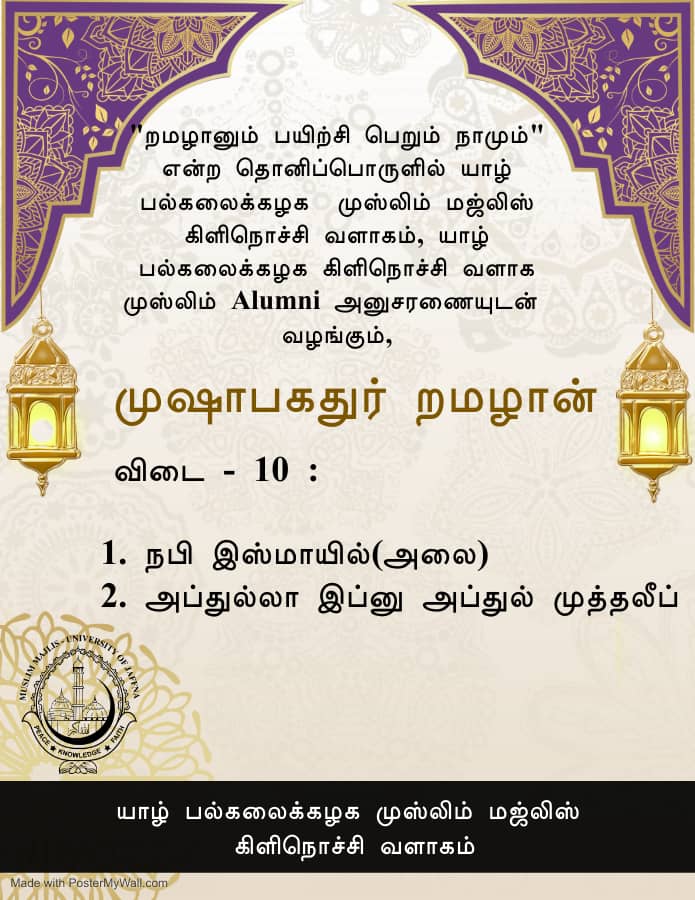 "றமழானும் பயிற்சி பெறும் நாமும்"
என்ற தொனிப்பொருளில் யாழ்
பல்கலைக்கழக முஸ்லிம் மஜ்லிஸ்
கிளிநொச்சி வளாகம், யாழ்
பல்கலைக்கழக கிளிநொச்சி வளாக
முஸ்லிம் Alumni அனுசரணையுடன்
வழங்கும்,
முஷாபகதுர் றமழான்
விடை - 10 :
1. நபி இஸ்மாயில்(அலை)
2. அப்துல்லா இப்னு அப்துல் முத்தலீப்
MUSLIM MAJLIS - UNIVERSITY OF JAFFNA
PEACE ★ KNOWLEDGE ★ FAITH
யாழ் பல்கலைக்கழக முஸ்லிம் மஜ்லிஸ்
கிளிநொச்சி வளாகம்
Made with PosterMyWall.com